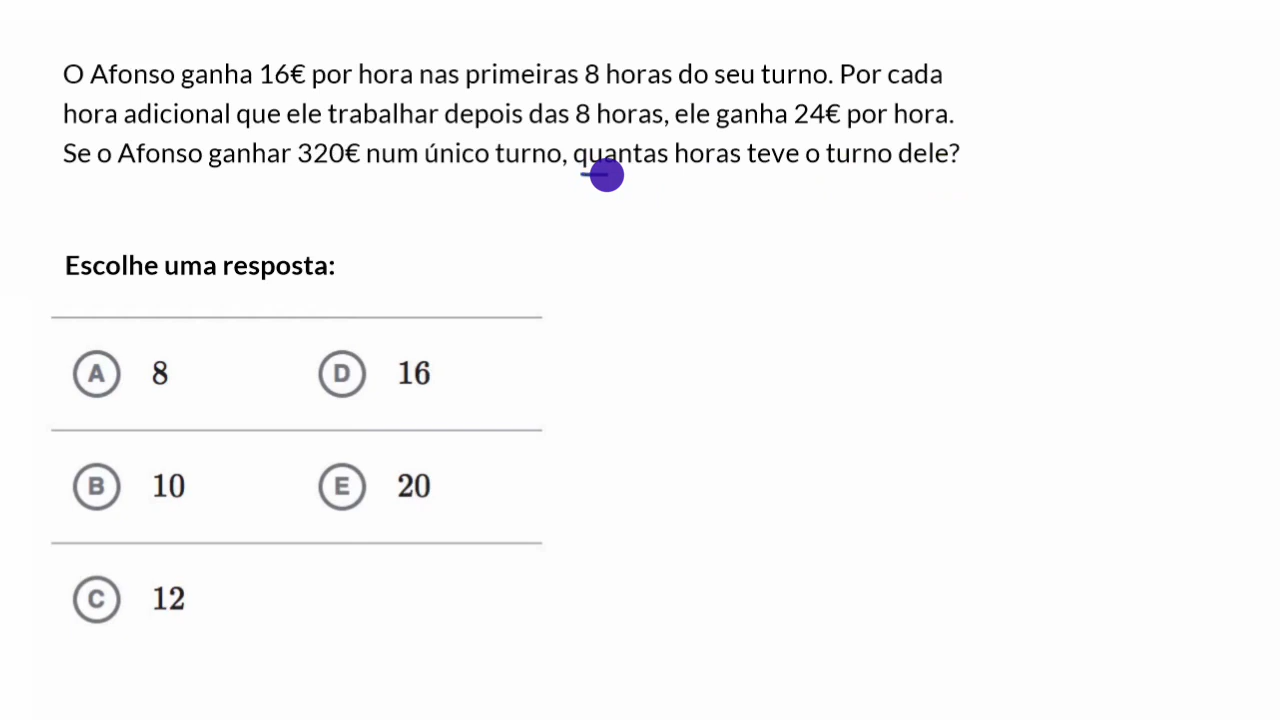 O Afonso ganha 16€ por hora nas primeiras 8 horas do seu turno. Por cada
hora adicional que ele trabalhar depois das 8 horas, ele ganha 24€ por hora.
Se o Afonso ganhar 320€ num único turno, quantas horas teve o turno dele?
Escolhe uma resposta:
A 8
D 16
B 10
E 20
C 12